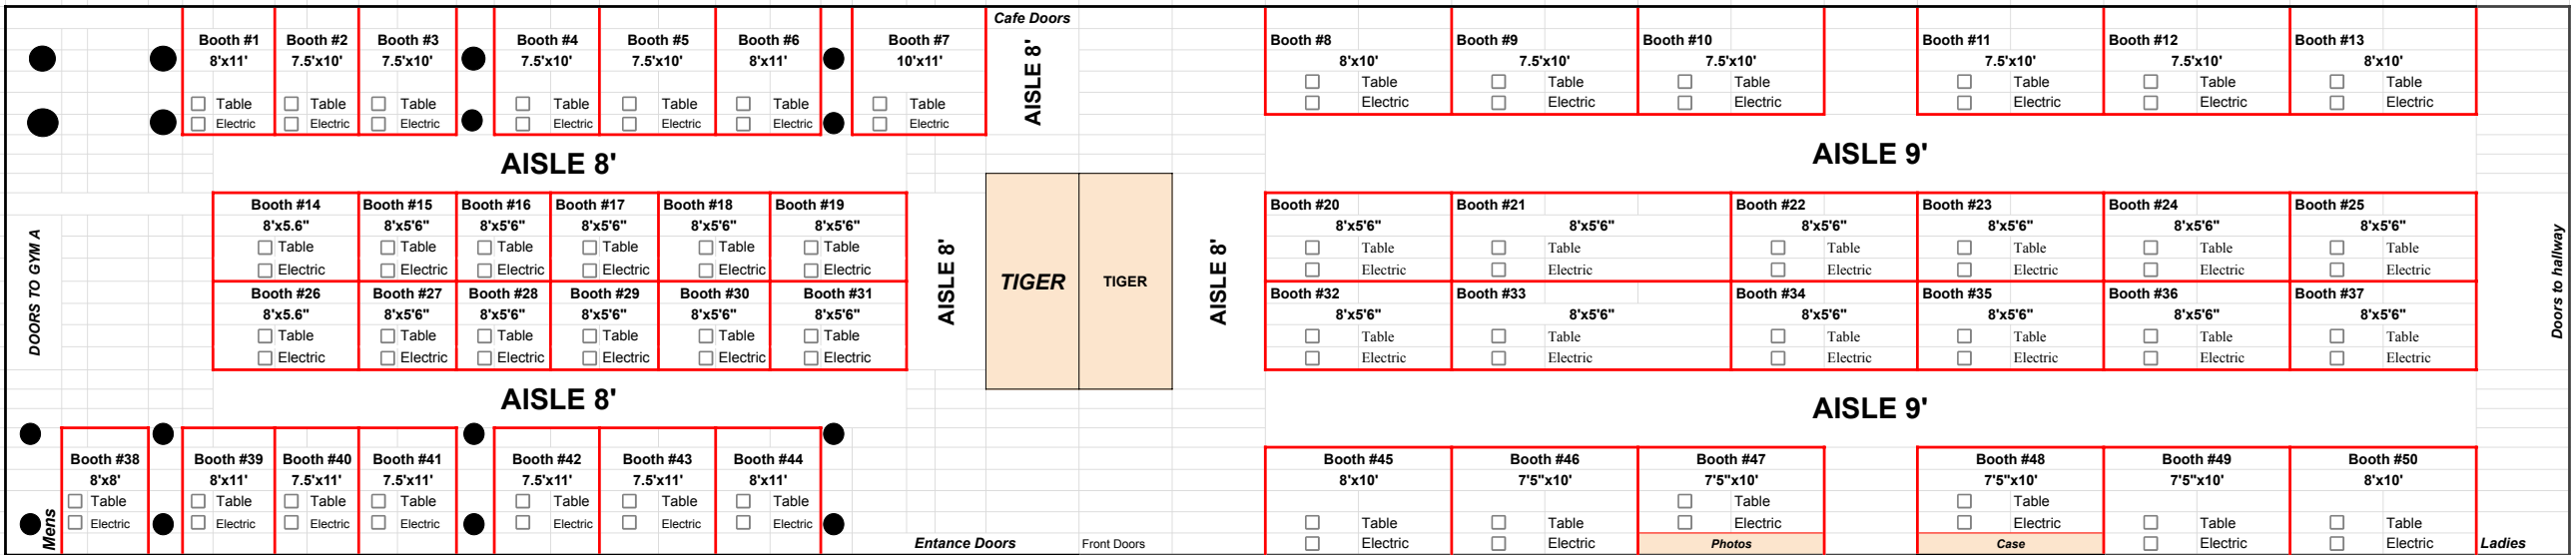 Cafe Doors
Booth #1 Booth #2 Booth #3 Booth #4 Booth #5 Booth #6 Booth #7 Booth #8 Booth #9 Booth #10 Booth #11 Booth #12 Booth #13
8'x11' 7.5'x10' 7.5'x10' 7.5'x10' 7.5'x10' 8'x11' 10'x11' 8'x10' 7.5'x10' 7.5'x10' 7.5'x10' 7.5'x10' 8'x10'
Table Table Table Table Table Table
Electric Electric Electric Electric Electric Electric
Table Table Table Table Table Table Table
Electric Electric Electric Electric Electric Electric Electric
AISLE 8'
AISLE 8'
AISLE 9'
Booth #14 Booth #15 Booth #16 Booth #17 Booth #18 Booth #19 Booth #20 Booth #21 Booth #22 Booth #23 Booth #24 Booth #25
8'x5.6" 8'x5'6" 8'x5'6" 8'x5'6" 8'x5'6" 8'x5'6" 8'x5'6" 8'x5'6" 8'x5'6" 8'x5'6" 8'x5'6" 8'x5'6"
Table Table Table Table Table Table Table Table Table Table Table Table
Electric Electric Electric Electric Electric Electric Electric Electric Electric Electric Electric Electric
DOORS TO GYM A
AISLE 8'
TIGER TIGER
AISLE 8'
Doors to hallway
Booth #26 Booth #27 Booth #28 Booth #29 Booth #30 Booth #31 Booth #32 Booth #33 Booth #34 Booth #35 Booth #36 Booth #37
8'x5.6" 8'x5'6" 8'x5'6" 8'x5'6" 8'x5'6" 8'x5'6" 8'x5'6" 8'x5'6" 8'x5'6" 8'x5'6" 8'x5'6" 8'x5'6"
Table Table Table Table Table Table Table Table Table Table Table Table
Electric Electric Electric Electric Electric Electric Electric Electric Electric Electric Electric Electric
AISLE 8'
AISLE 9'
Booth #38 Booth #39 Booth #40 Booth #41 Booth #42 Booth #43 Booth #44 Booth #45 Booth #46 Booth #47 Booth #48 Booth #49 Booth #50
8'x8' 8'x11' 7.5'x11' 7.5'x11' 7.5'x11' 7.5'x11' 8'x11' 8'x10' 7'5"x10' 7'5"x10' 7'5"x10' 7'5"x10' 8'x10'
Table Table Table Table Table Table Table Table Table
Electric Electric Electric Electric Electric Electric Electric Table Table Electric Electric Table Table
Mens
Entance Doors Front Doors Electric Electric Photos Case Electric Electric Ladies